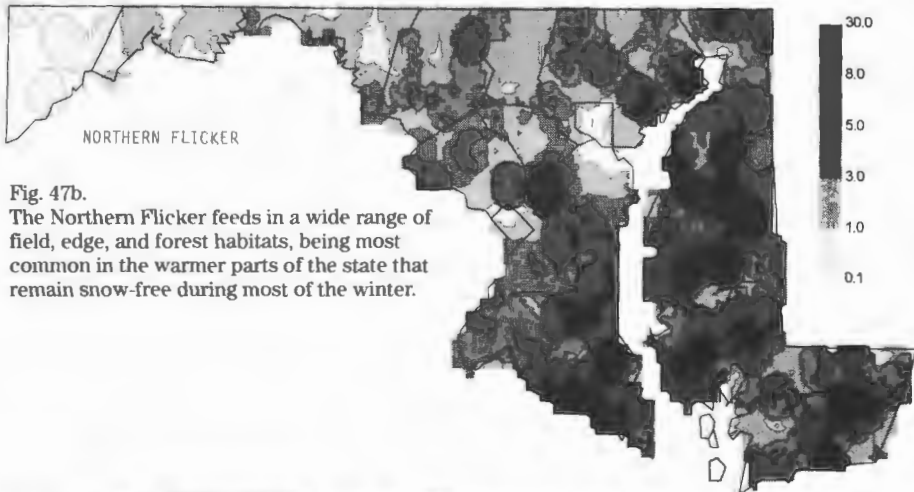 NORTHERN FLICKER
Fig. 47b.
The Northern Flicker feeds in a wide range of
field, edge, and forest habitats, being most
common in the warmer parts of the state that
remain snow-free during most of the winter.
30.0
8.0
5.0
3.0
1.0
0.1